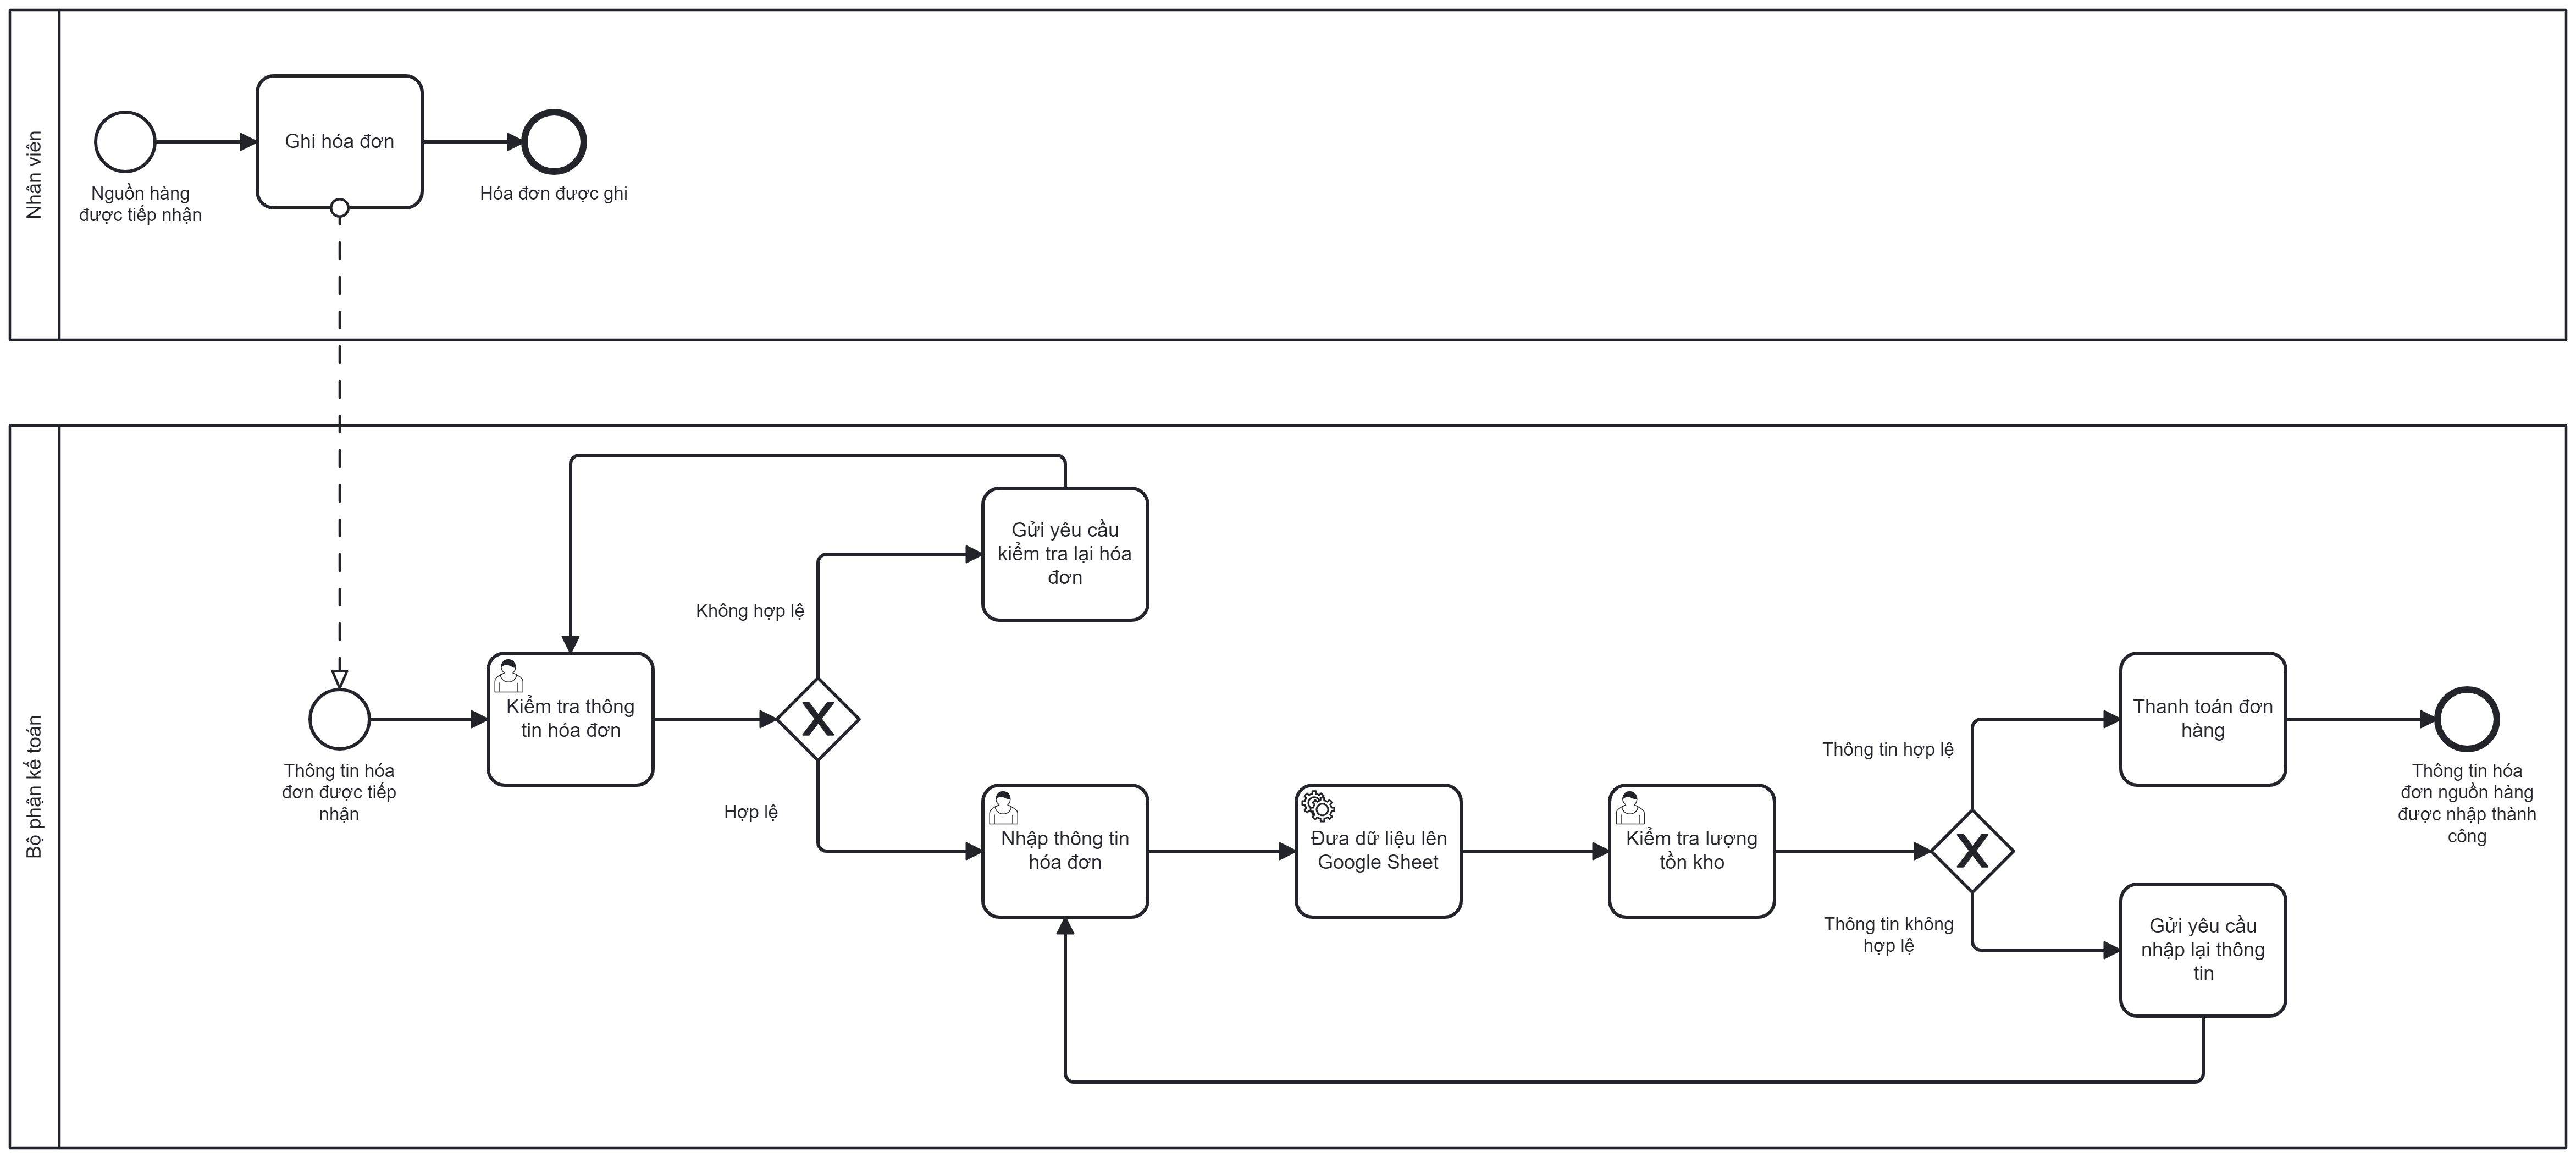 Nhân viên
Nguồn hàng
được tiếp nhận
Ghi hóa đơn
Hóa đơn được ghi
Bộ phận kế toán
Thông tin hóa
đơn được tiếp
nhận
Kiểm tra thông
tin hóa đơn
Không hợp lệ
Hợp lệ
Gửi yêu cầu
kiểm tra lại hóa
đơn
Nhập thông tin
hóa đơn
Đưa dữ liệu lên
Google Sheet
Kiểm tra lượng
tồn kho
Thông tin hợp lệ
Thông tin không
hợp lệ
Thanh toán đơn
hàng
Gửi yêu cầu
nhập lại thông
tin
Thông tin hóa
đơn nguồn hàng
được nhập thành
công